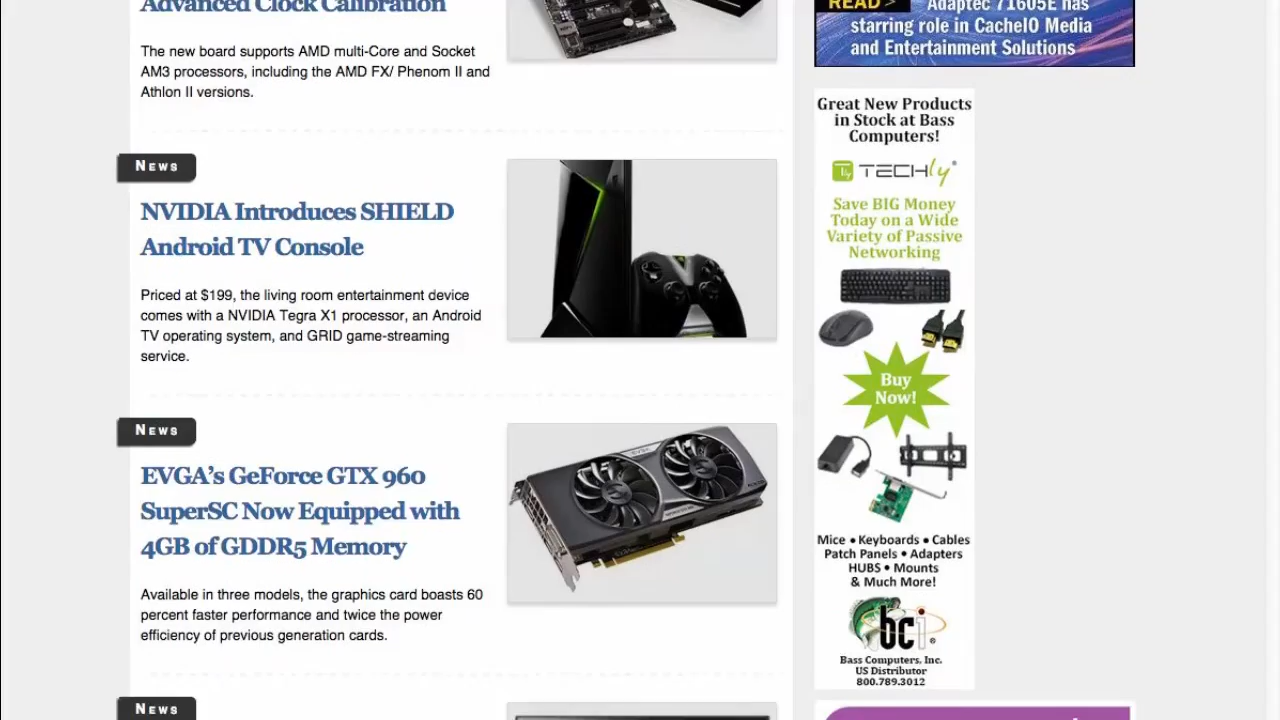 Advanced Clock Calibration
The new board supports AMD multi-Core and Socket
AM3 processors, including the AMD FX/ Phenom II and
Athlon II versions.
News
NVIDIA Introduces SHIELD
Android TV Console
Priced at $199, the living room entertainment device
comes with a NVIDIA Tegra X1 processor, an Android
TV operating system, and GRID game-streaming
service.
News
EVGA's GeForce GTX 960
SuperSC Now Equipped with
4GB of GDDR5 Memory
Available in three models, the graphics card boasts 60
percent faster performance and twice the power
efficiency of previous generation cards.
News
READ >
Adaptec 71605E has
starring role in CacheIO Media
and Entertainment Solutions
Great New Products
in Stock at Bass
Computers!
TECHly®
Save BIG Money
Today on a Wide
Variety of Passive
Networking
Buy
Now!
Mice • Keyboards • Cables
Patch Panels • Adapters
HUBS • Mounts
& Much More!
bci®
Bass Computers, Inc.
US Distributor
800.789.3012